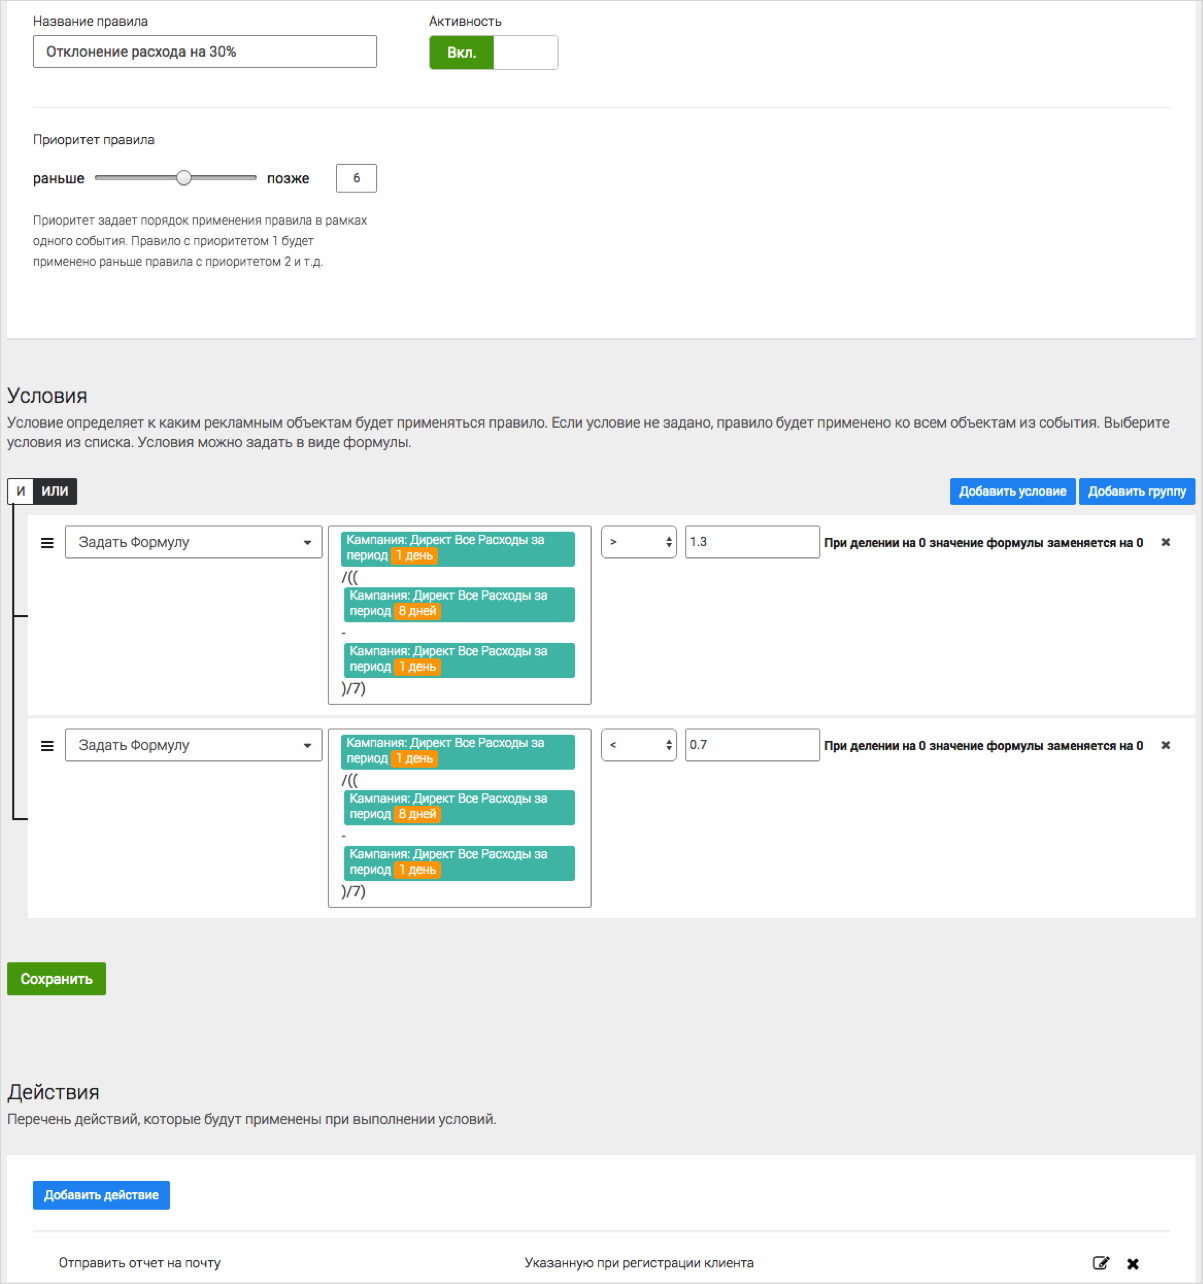 Название правила
Активность
Отклонение расхода на 30%
Вкл.
Приоритет правила
раньше
позже
6
Приоритет задает порядок применения правила в рамках
одного события. Правило с приоритетом 1 будет
применено раньше правила с приоритетом 2 и т.д.
Условия
Условие определяет к каким рекламным объектам будет применяться правило. Если условие не задано, правило будет применено ко всем объектам из события. Выберите
условия из списка. Условия можно задать в виде формулы.
И ИЛИ
Добавить условие
Добавить группу
Задать Формулу
Кампания: Директ Все Расходы за
период 1 день
/((
Кампания: Директ Все Расходы за
период 8 дней
-
Кампания: Директ Все Расходы за
период 1 день
)/7)
>
1.3
При делении на 0 значение формулы заменяется на 0
Задать Формулу
Кампания: Директ Все Расходы за
период 1 день
/((
Кампания: Директ Все Расходы за
период 8 дней
-
Кампания: Директ Все Расходы за
период 1 день
)/7)
<
0.7
При делении на 0 значение формулы заменяется на 0
Сохранить
Действия
Перечень действий, которые будут применены при выполнении условий.
Добавить действие
Отправить отчет на почту
Указанную при регистрации клиента